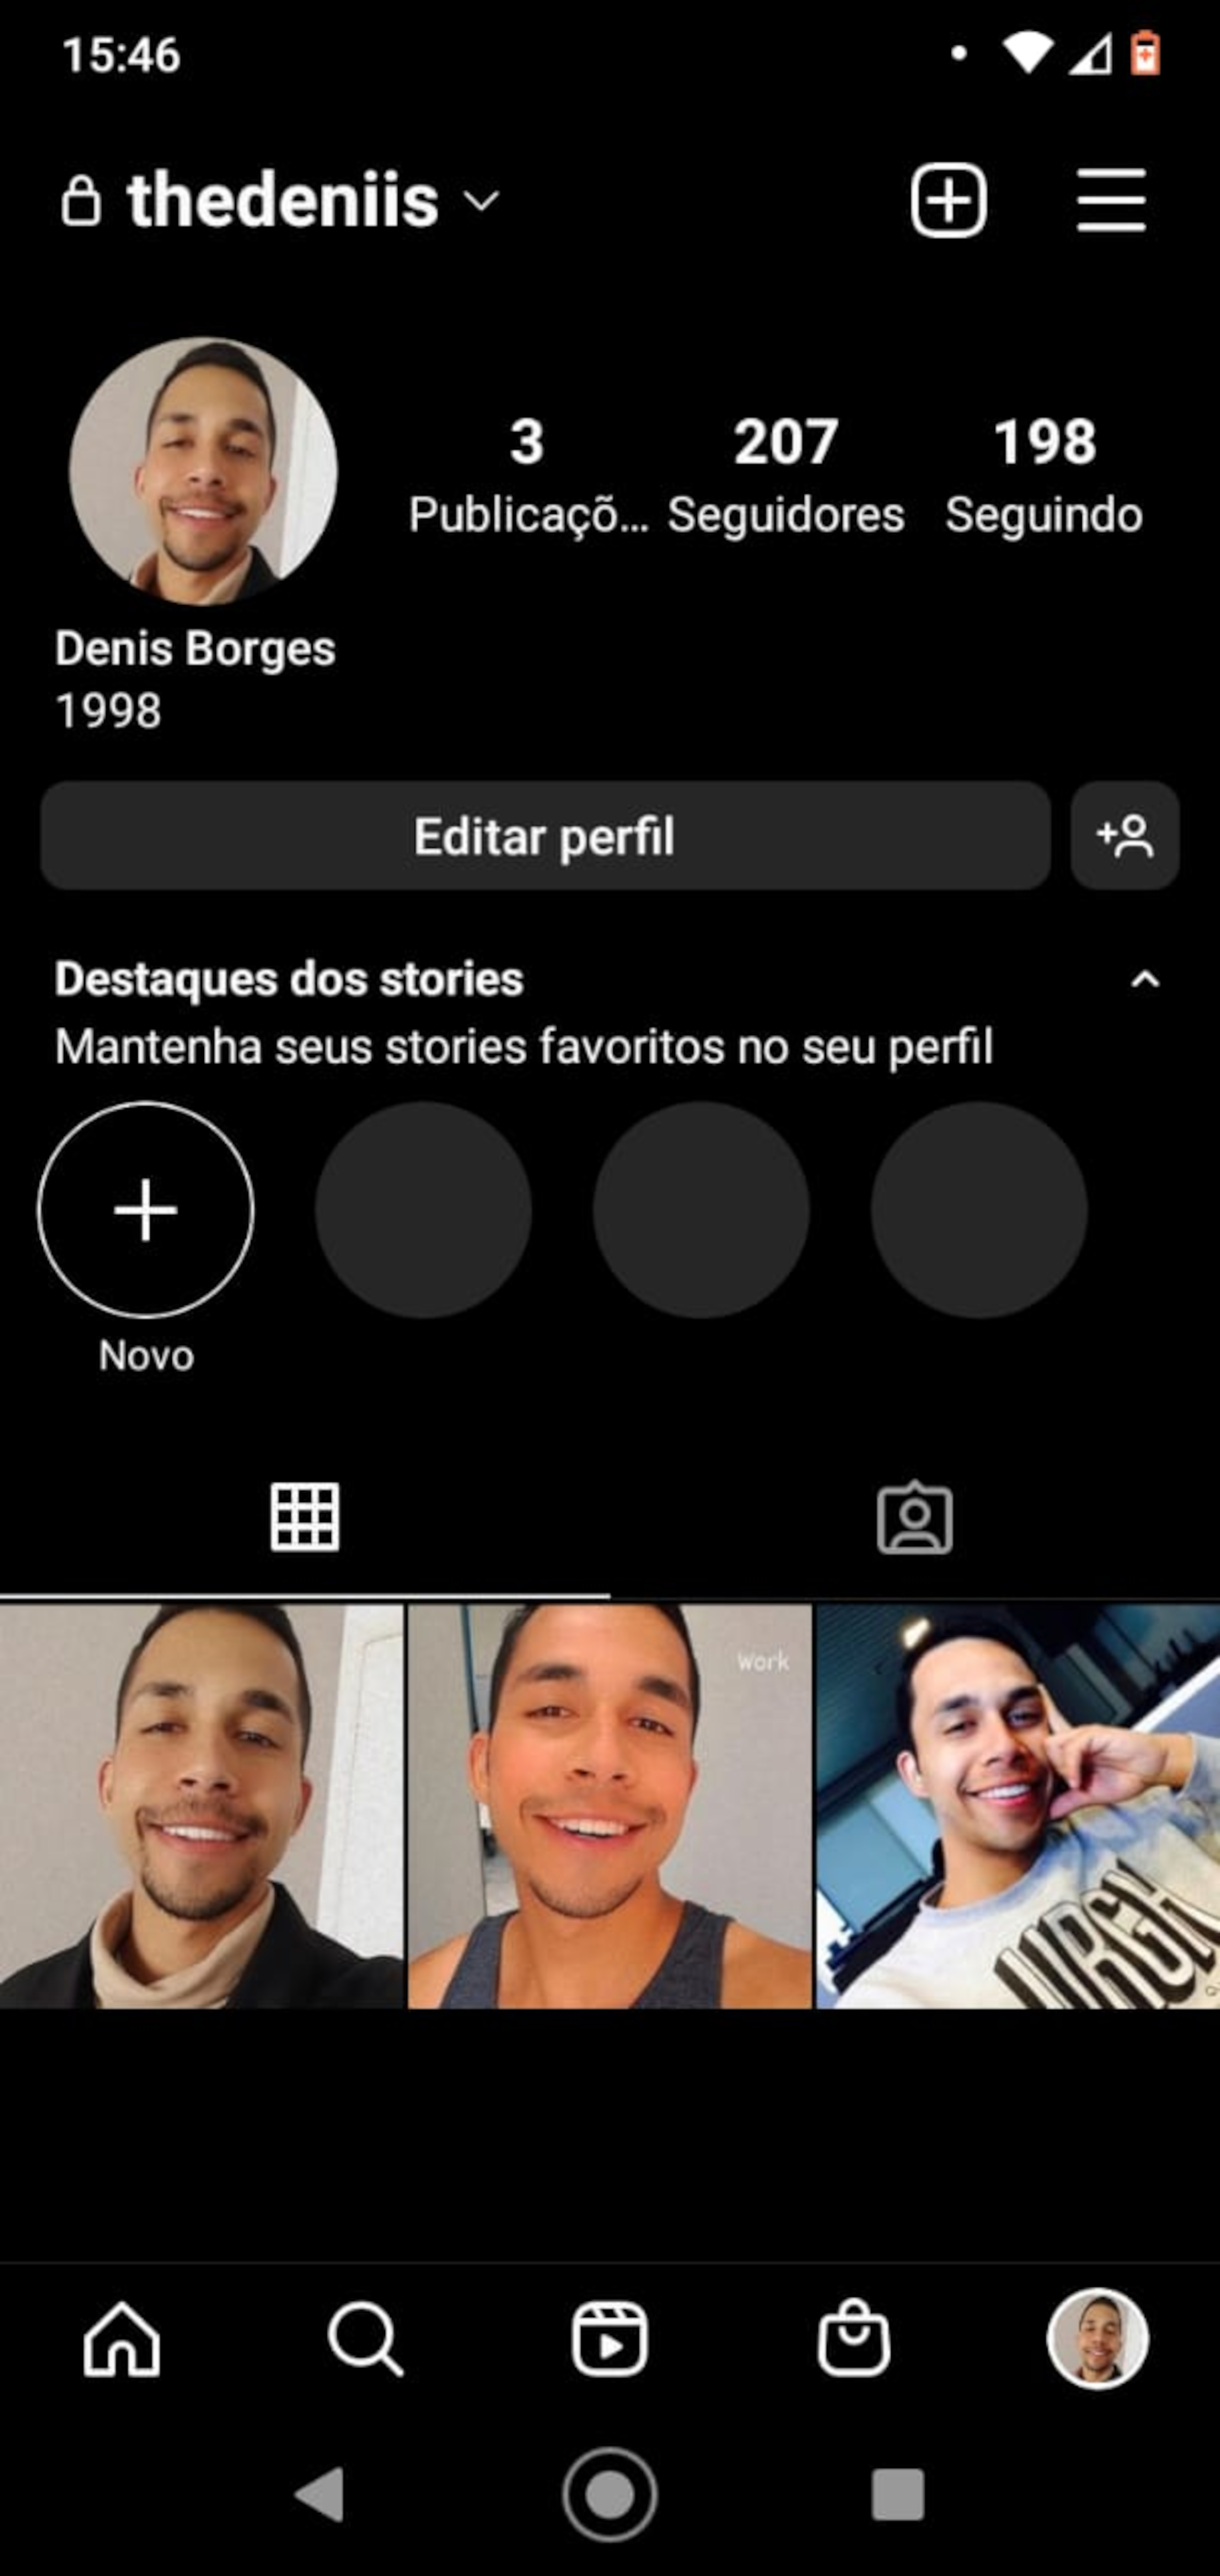 15:46
thedeniis
3 207 198
Publicaçõ... Seguidores Seguindo
Denis Borges
1998
Editar perfil
Destaques dos stories
Mantenha seus stories favoritos no seu perfil
Novo
Work
WRGH